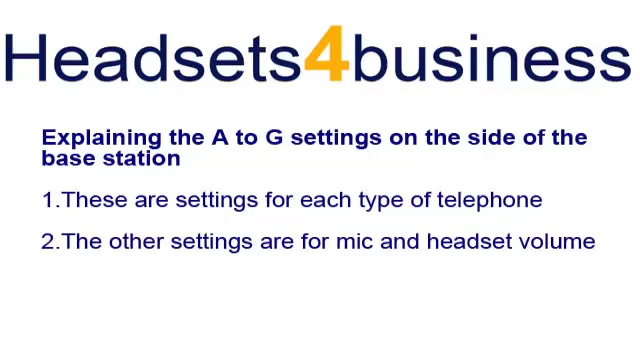 Headsets4business
Explaining the A to G settings on the side of the
base station
1.These are settings for each type of telephone
2.The other settings are for mic and headset volume